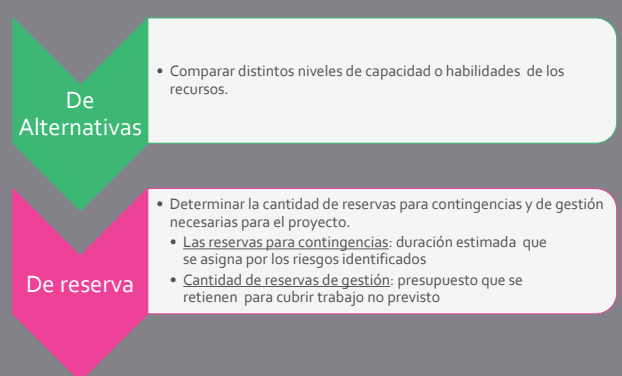 De
Alternativas
• Comparar distintos niveles de capacidad o habilidades de los
recursos.
De reserva
• Determinar la cantidad de reservas para contingencias y de gestión
necesarias para el proyecto.
• Las reservas para contingencias: duración estimada que
se asigna por los riesgos identificados
• Cantidad de reservas de gestión: presupuesto que se
retienen para cubrir trabajo no previsto